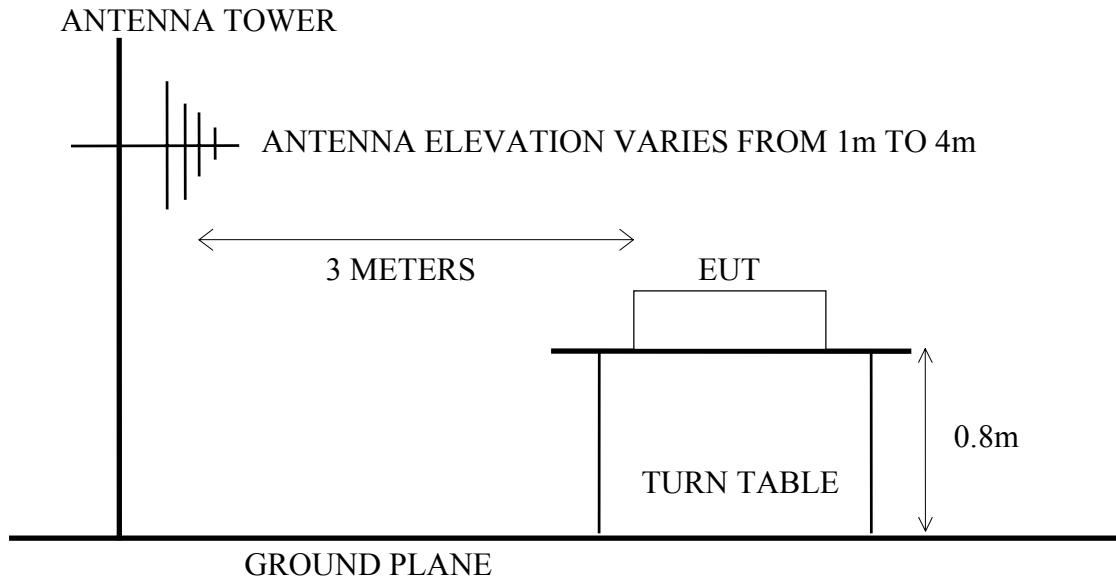 ANTENNA TOWER
ANTENNA ELEVATION VARIES FROM 1m TO 4m
3 METERS
EUT
0.8m
TURN TABLE
GROUND PLANE